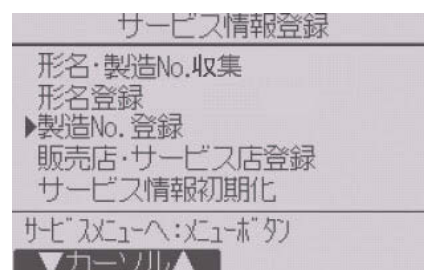 サービス情報登録
形名・製造No.収集
形名登録
▶製造No. 登録
販売店・サービス店登録
サービス情報初期化
ｻｰﾋﾞｽﾒﾆｭｰへ:ﾒﾆｭｰﾎﾞﾀﾝ
▼カーソル▲